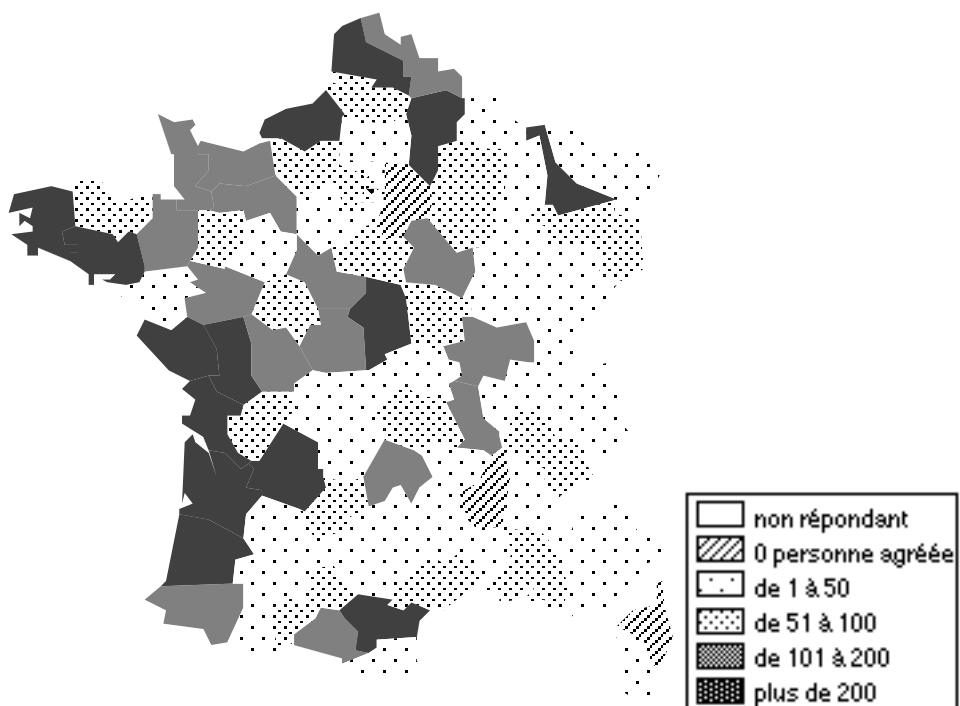 non répondant
0 personne agréée
de 1 à 50
de 51 à 100
de 101 à 200
plus de 200